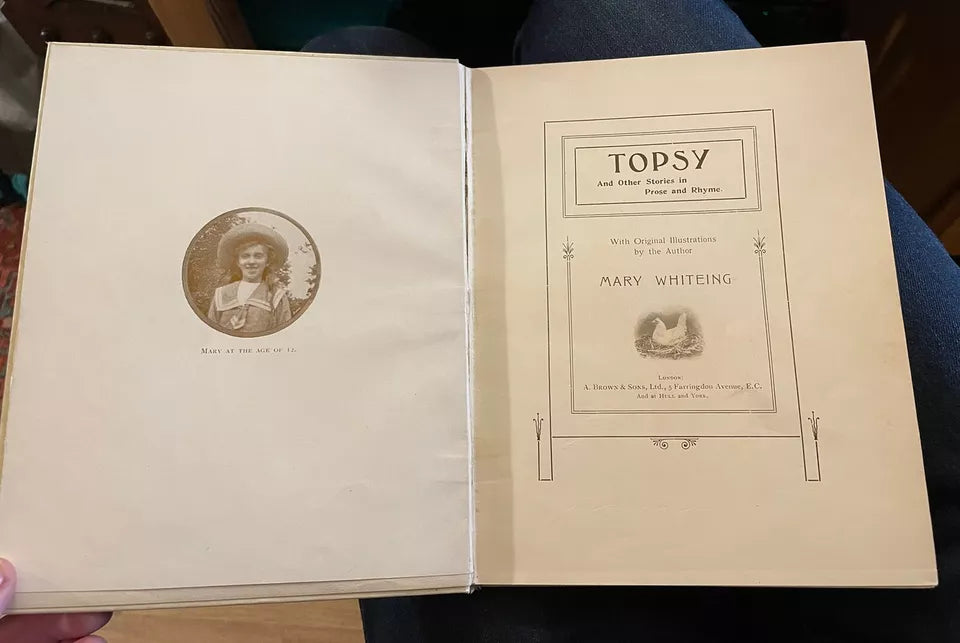 MARY AT THE AGE OF 12.
TOPSY
And Other Stories in
Prose and Rhyme.
With Original Illustrations
by the Author
MARY WHITEING
LONDON:
A. BROWN & SONS, LTD., 5 Farringdon Avenue, E.C.
And at HULL and YORK.